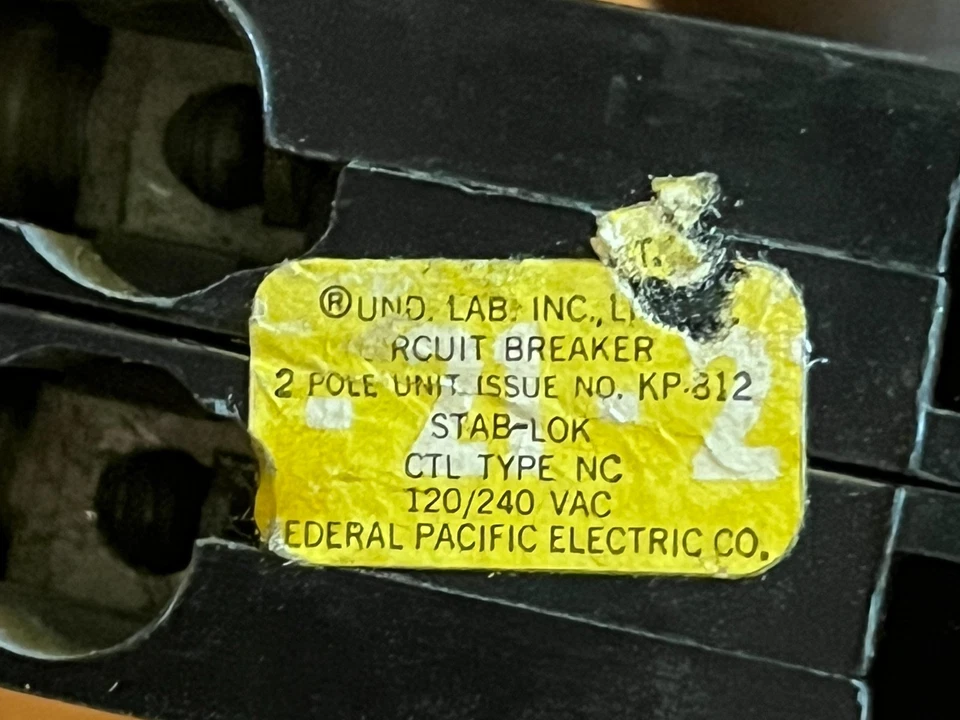 T.
® UND. LAB. INC., L
RCUIT BREAKER
2 POLE UNIT ISSUE NO. KP-812
STAB-LOK
CTL TYPE NC
120/240 VAC
EDERAL PACIFIC ELECTRIC CO.